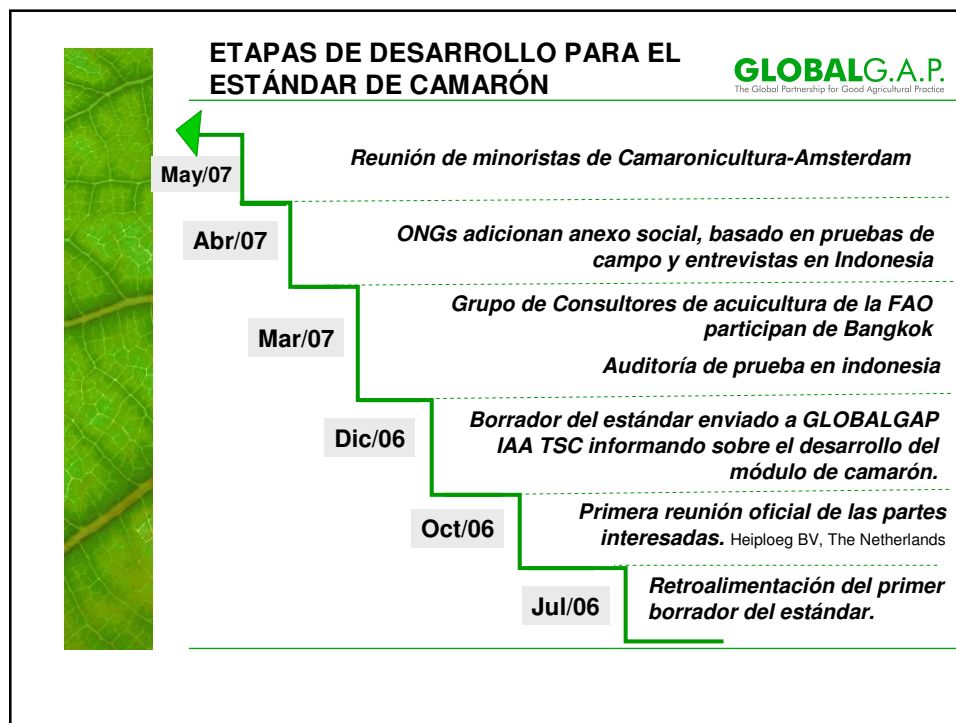 ETAPAS DE DESARROLLO PARA EL
ESTÁNDAR DE CAMARÓN
GLOBALG.A.P.
The Global Partnership for Good Agricultural Practice
May/07
Reunión de minoristas de Camaronicultura-Amsterdam
Abr/07
ONGs adicionan anexo social, basado en pruebas de
campo y entrevistas en Indonesia
Mar/07
Grupo de Consultores de acuicultura de la FAO
participan de Bangkok
Auditoría de prueba en indonesia
Dic/06
Borrador del estándar enviado a GLOBALGAP
IAA TSC informando sobre el desarrollo del
módulo de camarón.
Oct/06
Primera reunión oficial de las partes
interesadas. Heiploeg BV, The Netherlands
Jul/06
Retroalimentación del primer
borrador del estándar.